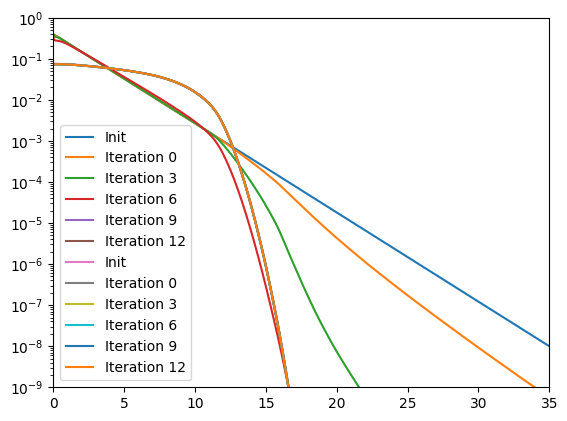 10^0
10^-1
10^-2
10^-3
10^-4
10^-5
10^-6
10^-7
10^-8
10^-9
Init
Iteration 0
Iteration 3
Iteration 6
Iteration 9
Iteration 12
Init
Iteration 0
Iteration 3
Iteration 6
Iteration 9
Iteration 12
0 5 10 15 20 25 30 35